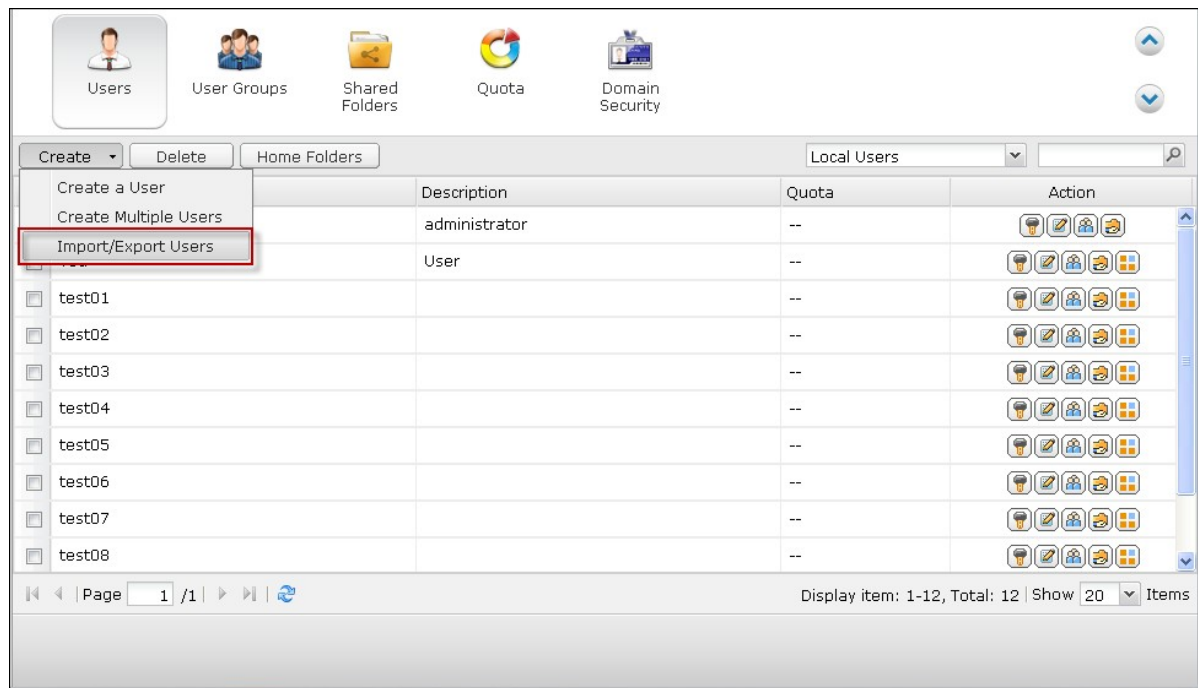 Users
User Groups
Shared
Folders
Quota
Domain
Security
Create
Delete
Home Folders
Local Users
Create a User
Create Multiple Users
Import/Export Users
Description
Quota
Action
administrator
--
User
--
test01
--
test02
--
test03
--
test04
--
test05
--
test06
--
test07
--
test08
--
Page 1 /1
Display item: 1-12, Total: 12 Show 20 Items